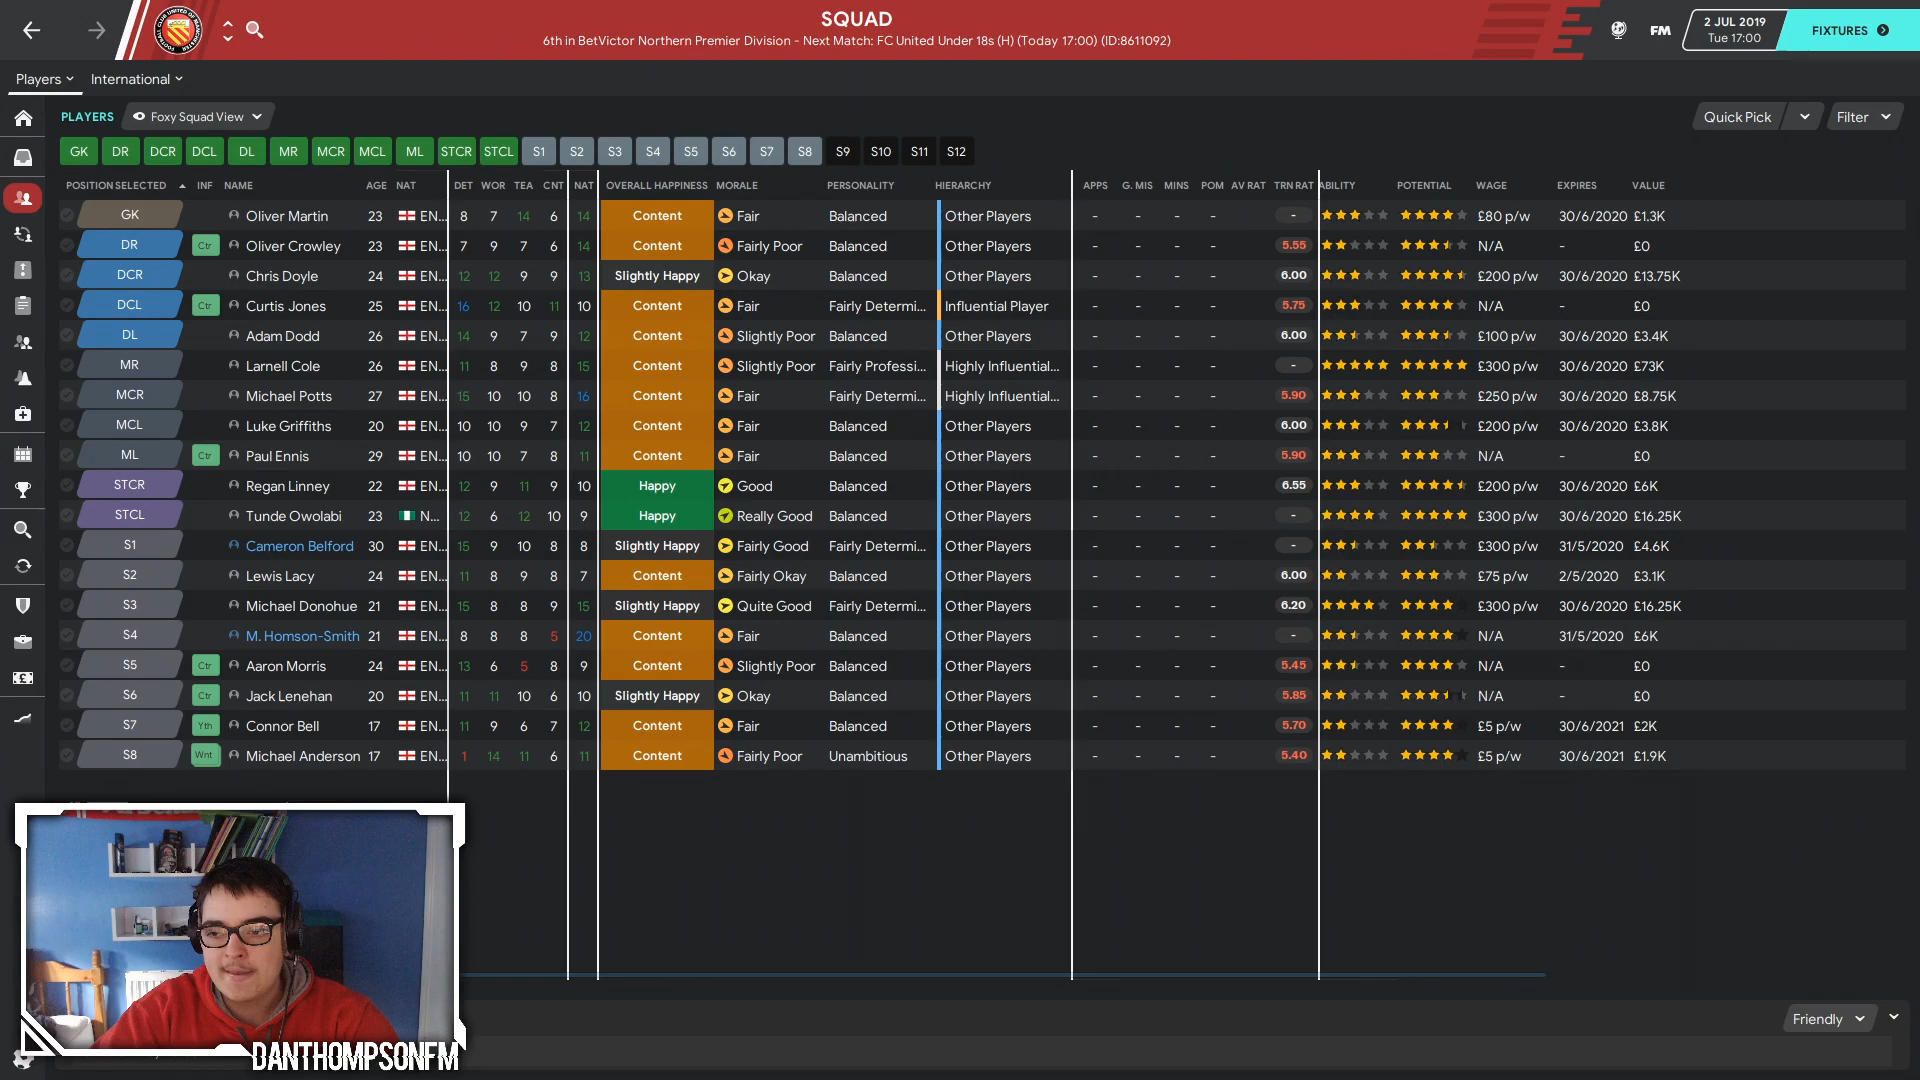 SQUAD
6th in BetVictor Northern Premier Division - Next Match: FC United Under 18s (H) (Today 17:00) (ID:8611092)
FM
2 JUL 2019
Tue 17:00
FIXTURES
Players International
PLAYERS Foxy Squad View Quick Pick Filter
GK DR DCR DCL DL MR MCR MCL ML STCR STCL S1 S2 S3 S4 S5 S6 S7 S8 S9 S10 S11 S12
POSITION SELECTED INF NAME AGE NAT DET WOR TEA CNT NAT OVERALL HAPPINESS MORALE PERSONALITY HIERARCHY APPS G. MIS MINS POM AV RAT TRN RAT ABILITY POTENTIAL WAGE EXPIRES VALUE
GK Oliver Martin 23 EN... 8 7 14 6 14 Content Fair Balanced Other Players - - - - - £80 p/w 30/6/2020 £1.3K
DR Ctr Oliver Crowley 23 EN... 7 9 7 6 14 Content Fairly Poor Balanced Other Players - - - - 5.55 N/A - £0
DCR Chris Doyle 24 EN... 12 12 9 9 13 Slightly Happy Okay Balanced Other Players - - - - 6.00 £200 p/w 30/6/2020 £13.75K
DCL Ctr Curtis Jones 25 EN... 16 12 10 11 10 Content Fair Fairly Determi... Influential Player - - - - 5.75 N/A - £0
DL Adam Dodd 26 EN... 14 9 7 9 12 Content Slightly Poor Balanced Other Players - - - - 6.00 £100 p/w 30/6/2020 £3.4K
MR Larnell Cole 26 EN... 11 8 9 8 15 Content Slightly Poor Fairly Professi... Highly Influential... - - - - - £300 p/w 30/6/2020 £73K
MCR Michael Potts 27 EN... 15 10 10 8 16 Content Fair Fairly Determi... Highly Influential... - - - - 5.90 £250 p/w 30/6/2020 £8.75K
MCL Luke Griffiths 20 EN... 10 10 9 7 12 Content Fair Balanced Other Players - - - - 6.00 £200 p/w 30/6/2020 £3.8K
ML Ctr Paul Ennis 29 EN... 10 10 7 8 11 Content Fair Balanced Other Players - - - - 5.90 N/A - £0
STCR Regan Linney 22 EN... 12 9 11 9 10 Happy Good Balanced Other Players - - - - 6.55 £200 p/w 30/6/2020 £6K
STCL Tunde Owolabi 23 N... 12 6 12 10 9 Happy Really Good Balanced Other Players - - - - - £300 p/w 30/6/2020 £16.25K
S1 Cameron Belford 30 EN... 15 9 10 8 8 Slightly Happy Fairly Good Fairly Determi... Other Players - - - - - £300 p/w 31/5/2020 £4.6K
S2 Lewis Lacy 24 EN... 11 8 9 8 7 Content Fairly Okay Balanced Other Players - - - - 6.00 £75 p/w 2/5/2020 £3.1K
S3 Michael Donohue 21 EN... 15 8 8 9 15 Slightly Happy Quite Good Fairly Determi... Other Players - - - - 6.20 £300 p/w 30/6/2020 £16.25K
S4 M. Homson-Smith 21 EN... 8 8 8 5 20 Content Fair Balanced Other Players - - - - - N/A 31/5/2020 £6K
S5 Ctr Aaron Morris 24 EN... 13 6 5 8 9 Content Slightly Poor Balanced Other Players - - - - 5.45 N/A - £0
S6 Ctr Jack Lenehan 20 EN... 11 11 10 6 10 Slightly Happy Okay Balanced Other Players - - - - 5.85 N/A - £0
S7 Yth Connor Bell 17 EN... 11 9 6 7 12 Content Fair Balanced Other Players - - - - 5.70 £5 p/w 30/6/2021 £2K
S8 Wnt Michael Anderson 17 EN... 1 14 11 6 11 Content Fairly Poor Unambitious Other Players - - - - 5.40 £5 p/w 30/6/2021 £1.9K
Friendly
DANTHOMPSONFM